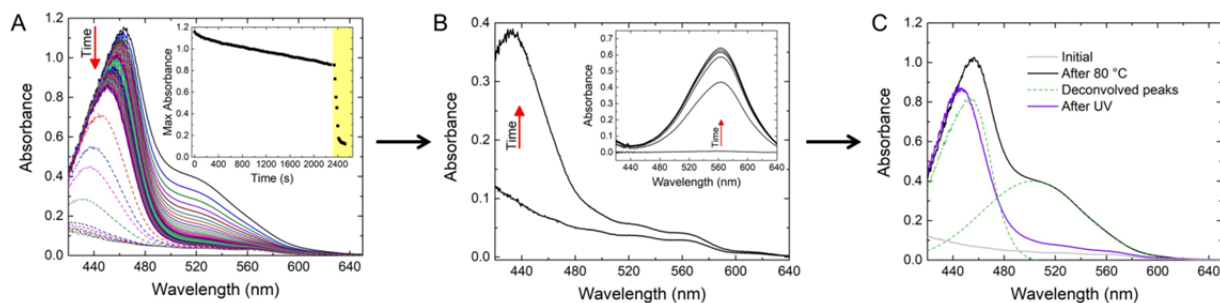 A
Absorbance
1.2
1.0
0.8
0.6
0.4
0.2
0.0
Time
440 480 520 560 600 640
Wavelength (nm)
Max Absorbance
1.2
1.0
0.8
0.6
0.4
0.2
0.0
0 600 1200 1800 2400
Time (s)
B
Absorbance
0.4
0.3
0.2
0.1
0.0
Time
440 480 520 560 600 640
Wavelength (nm)
Absorbance
0.7
0.6
0.5
0.4
0.3
0.2
0.1
0.0
Time
440 480 520 560 600 640
Wavelength (nm)
C
Absorbance
1.2
1.0
0.8
0.6
0.4
0.2
0.0
Initial
After 80 °C
Deconvolved peaks
After UV
440 480 520 560 600 640
Wavelength (nm)